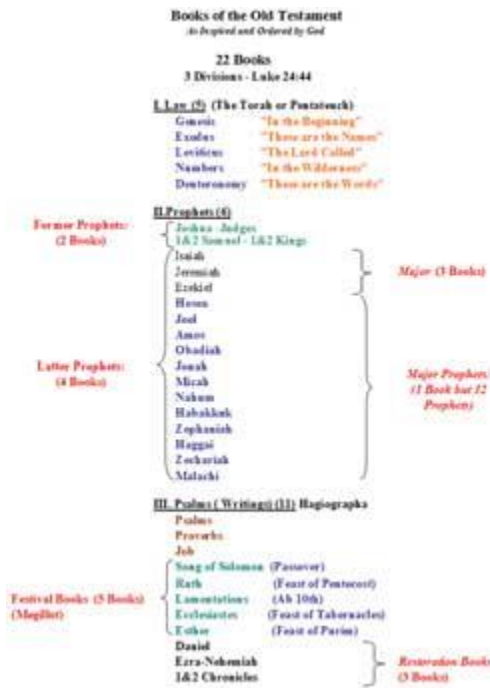 Books of the Old Testament
As Inspired and Ordered by God
22 Books
3 Divisions - Luke 24:44
I. Law (5) (The Torah or Pentateuch)
Genesis "In the Beginning"
Exodus "These are the Names"
Leviticus "The Lord Called"
Numbers "In the Wilderness"
Deuteronomy "These are the Words"
II.Prophets (6)
Former Prophets:
(2 Books)
Joshua - Judges
1&2 Samuel - 1&2 Kings
Latter Prophets:
(4 Books)
Isaiah
Jeremiah
Ezekiel
Major (3 Books)
Hosea
Joel
Amos
Obadiah
Jonah
Micah
Nahum
Habakkuk
Zephaniah
Haggai
Zechariah
Malachi
Major Prophets
(1 Book but 12
Prophets)
III. Psalms ( Writings) (11) Hagiographa
Psalms
Proverbs
Job
Festival Books (5 Books)
(Megillot)
Song of Solomon (Passover)
Ruth (Feast of Pentecost)
Lamentations (Ab 10th)
Ecclesiastes (Feast of Tabernacles)
Esther (Feast of Purim)
Daniel
Ezra-Nehemiah
1&2 Chronicles
Restoration Books
(3 Books)